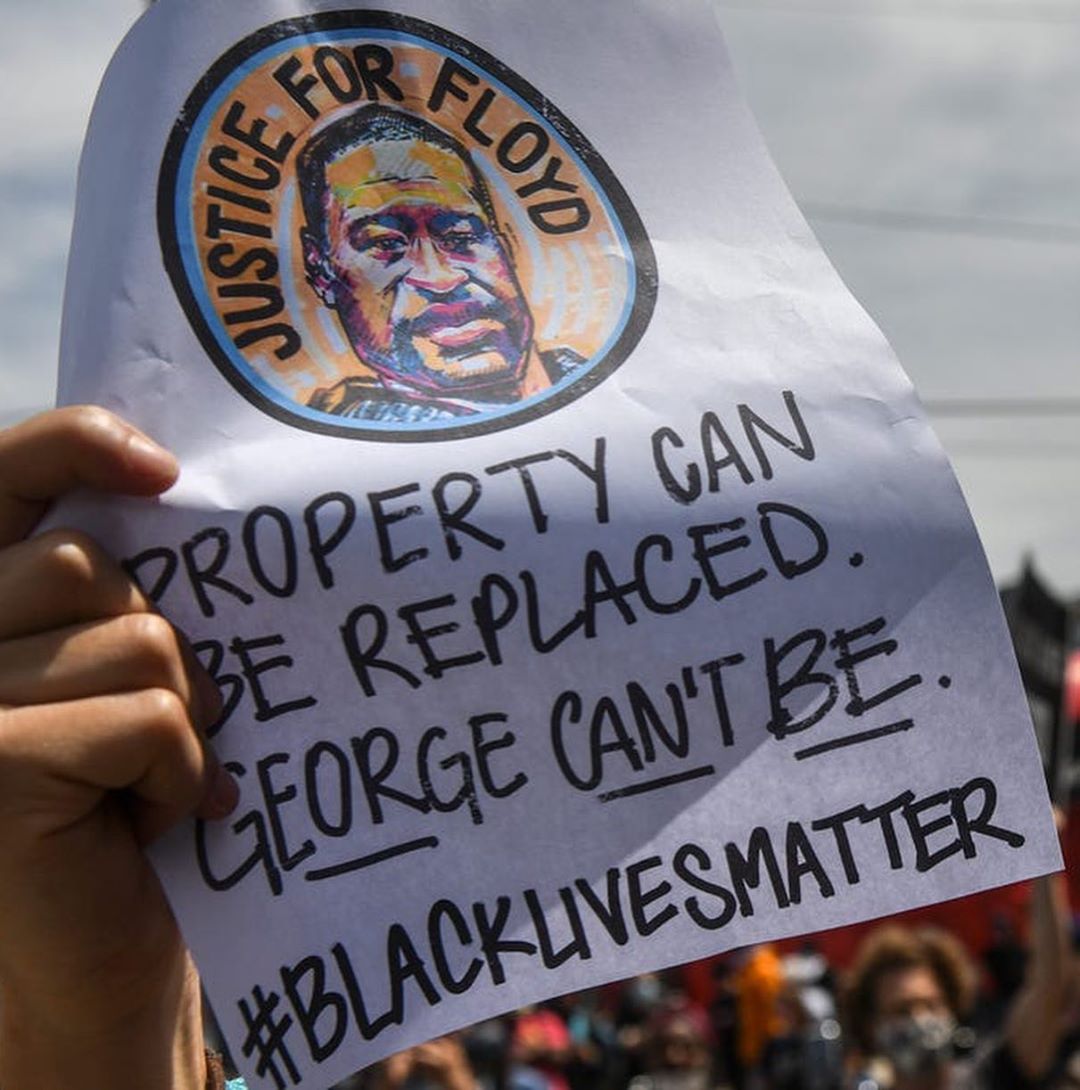 JUSTICE FOR FLOYD
PROPERTY CAN
BE REPLACED.
GEORGE CAN'T BE.
#BLACKLIVESMATTER